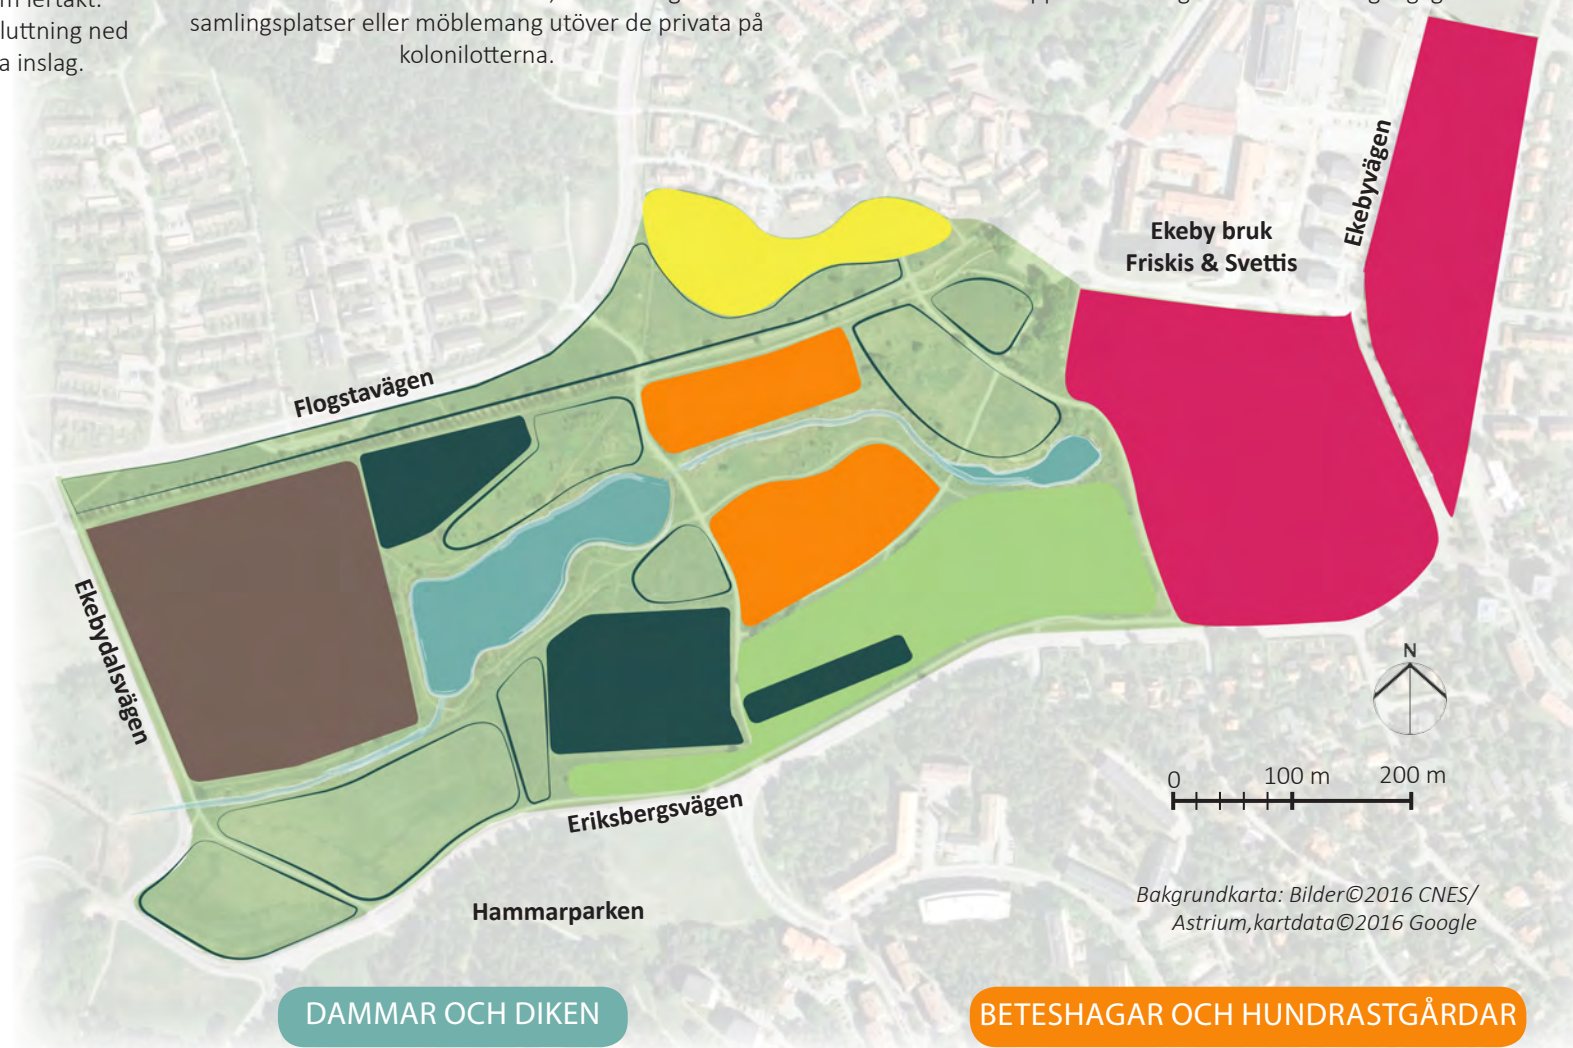 luttning ned
a inslag.
samlingsplatser eller möblemang utöver de privata på
kolonilotterna.
Ekebyvägen
Ekeby bruk
Friskis & Svettis
Flogstavägen
Ekebydalsvägen
N
0 100 m 200 m
Eriksbergsvägen
Hammarparken
Bakgrundkarta: Bilder©2016 CNES/
Astrium,kartdata©2016 Google
DAMMAR OCH DIKEN
BETESHAGAR OCH HUNDRASTGÅRDAR